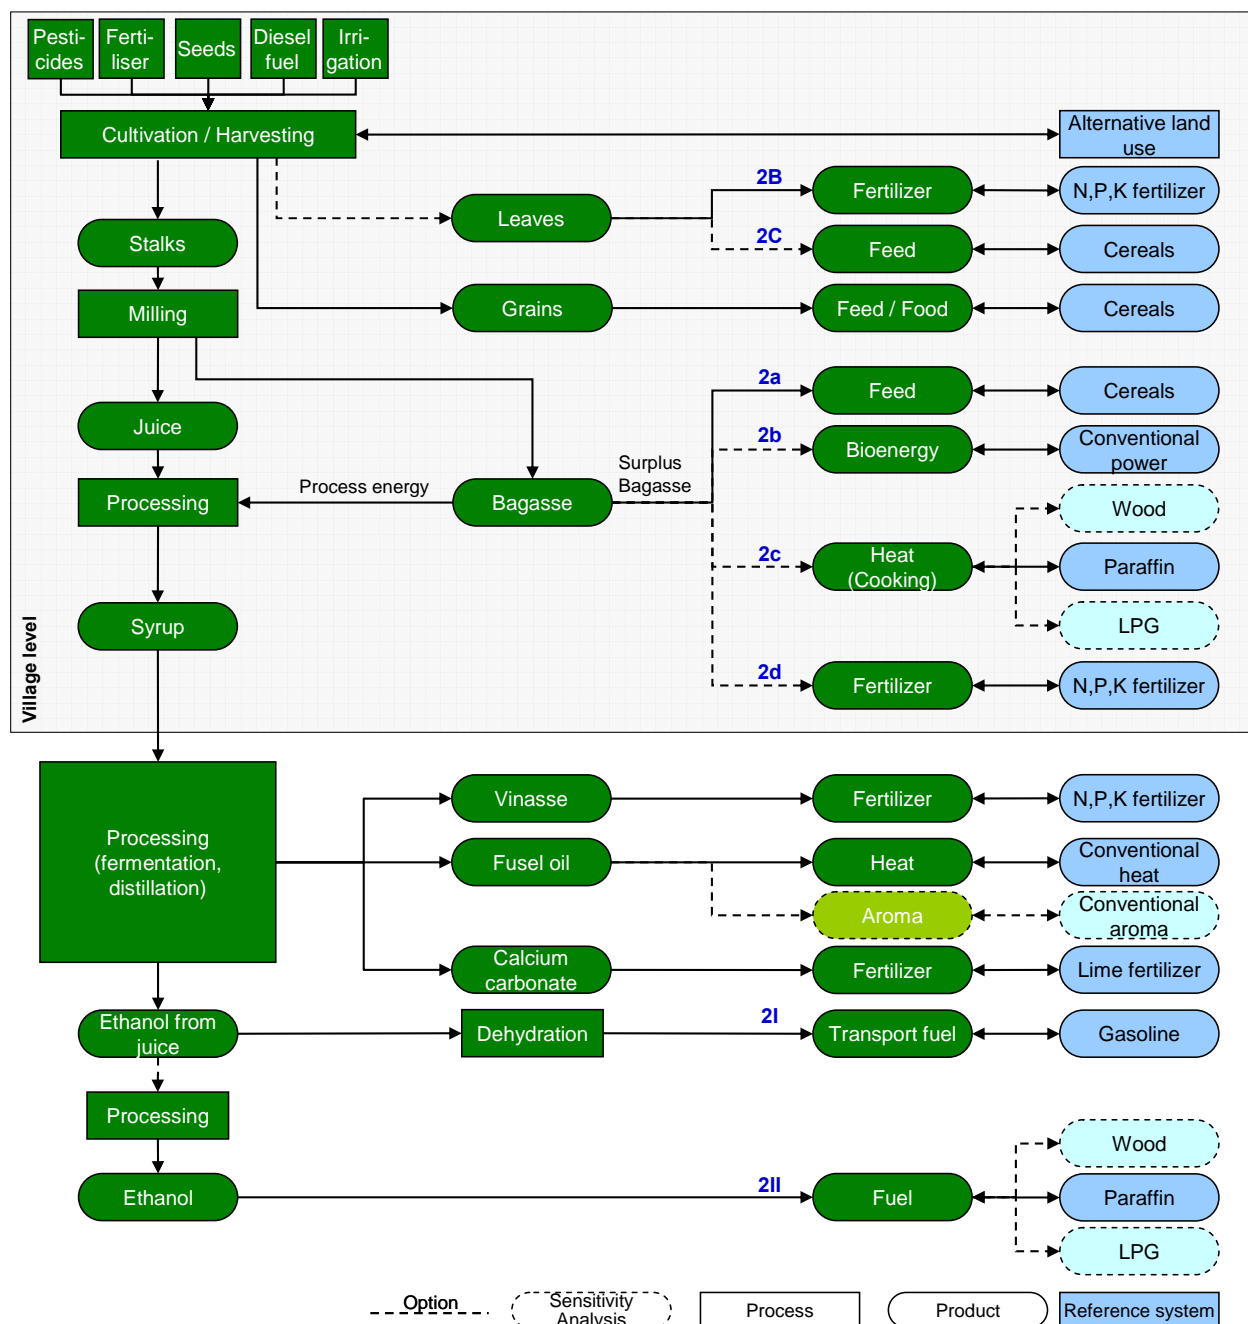 Pesti-
cides
Ferti-
liser
Seeds
Diesel
fuel
Irri-
gation
Cultivation / Harvesting
Alternative land
use
2B
Fertilizer
N,P,K fertilizer
Leaves
Stalks
2C
Feed
Cereals
Milling
Grains
Feed / Food
Cereals
2a
Feed
Cereals
Juice
2b
Bioenergy
Conventional
power
Surplus
Bagasse
Processing
Process energy
Bagasse
Wood
2c
Heat
(Cooking)
Paraffin
Syrup
LPG
Village level
2d
Fertilizer
N,P,K fertilizer
Processing
(fermentation,
distillation)
Vinasse
Fertilizer
N,P,K fertilizer
Fusel oil
Heat
Conventional
heat
Aroma
Conventional
aroma
Calcium
carbonate
Fertilizer
Lime fertilizer
Ethanol from
juice
Dehydration
2I
Transport fuel
Gasoline
Processing
Wood
Ethanol
2II
Fuel
Paraffin
LPG
Option
Sensitivity
Analysis
Process
Product
Reference system